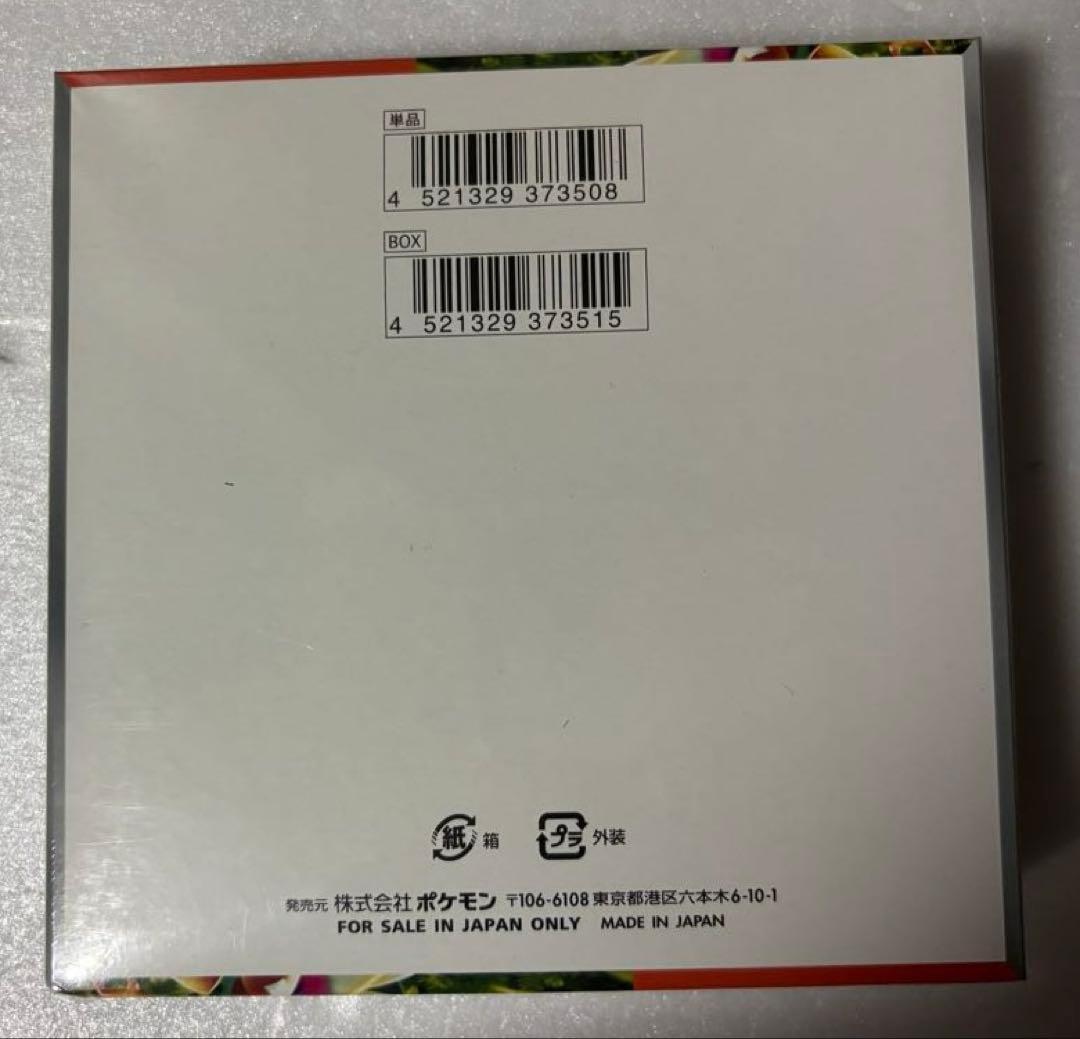 単品
4 521329 373508
BOX
4 521329 373515
紙 箱 プラ 外装
発売元 株式会社 ポケモン 〒106-6108 東京都港区六本木6-10-1
FOR SALE IN JAPAN ONLY MADE IN JAPAN